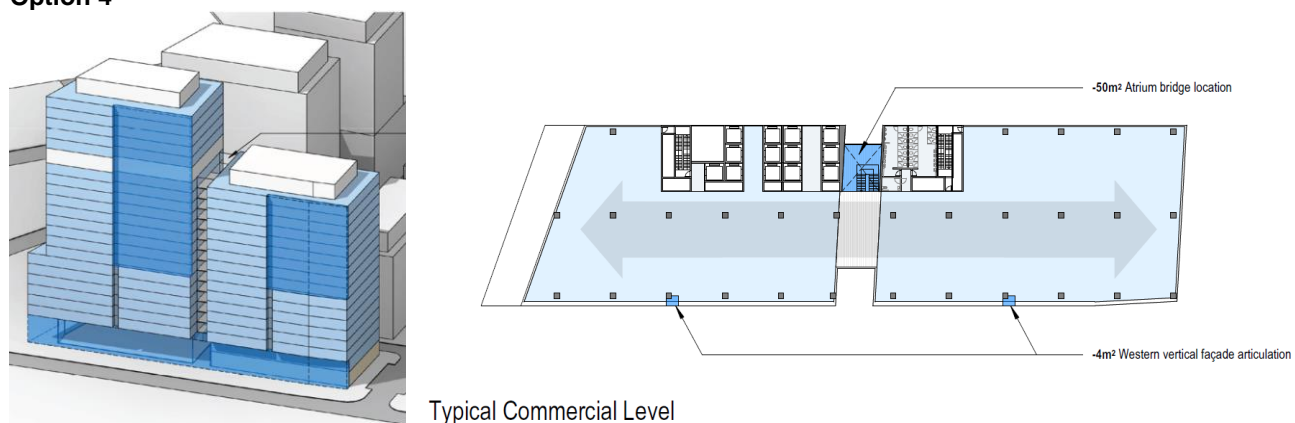 Option 4
-50m² Atrium bridge location
-4m² Western vertical façade articulation
Typical Commercial Level